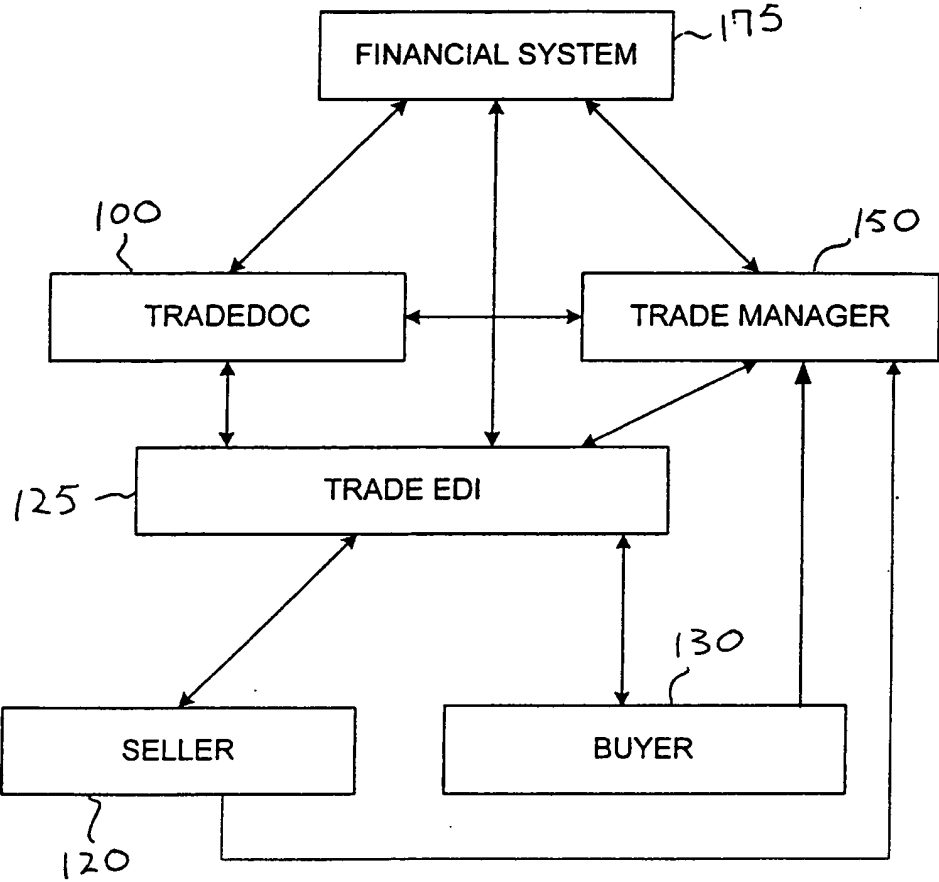 175
FINANCIAL SYSTEM
100
150
TRADEDOC
TRADE MANAGER
TRADE EDI
125
130
SELLER
BUYER
120